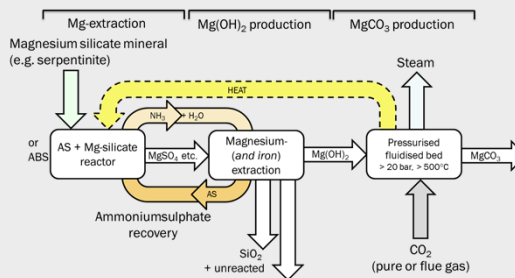 Mg-extraction
Mg(OH)2 production
MgCO3 production
Magnesium silicate mineral
(e.g. serpentinite)
Steam
HEAT
NH3 + H2O
or
ABS
AS + Mg-silicate
reactor
MgSO4 etc.
Magnesium-
(and iron)
extraction
Mg(OH)2
Pressurised
fluidised bed
> 20 bar, > 500°C
MgCO3
AS
Ammoniumsulphate
recovery
SiO2
+ unreacted
CO2
(pure or flue gas)